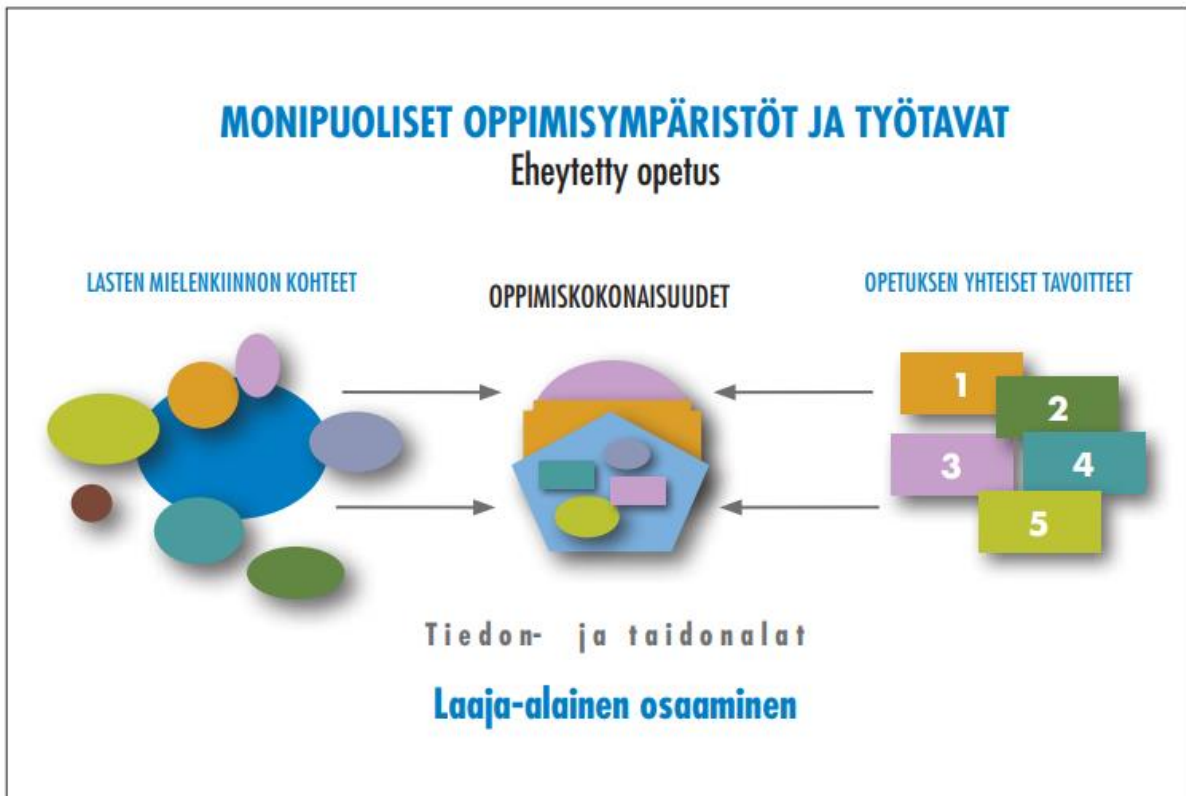 MONIPUOLISET OPPIMISYMPÄRISTÖT JA TYÖTAVAT
Eheytetty opetus
LASTEN MIELENKIINNON KOHTEET
OPPIMISKOKONAISUUDET
OPETUKSEN YHTEISET TAVOITTEET
1
2
3
4
5
Tiedon- ja taidonalat
Laaja-alainen osaaminen